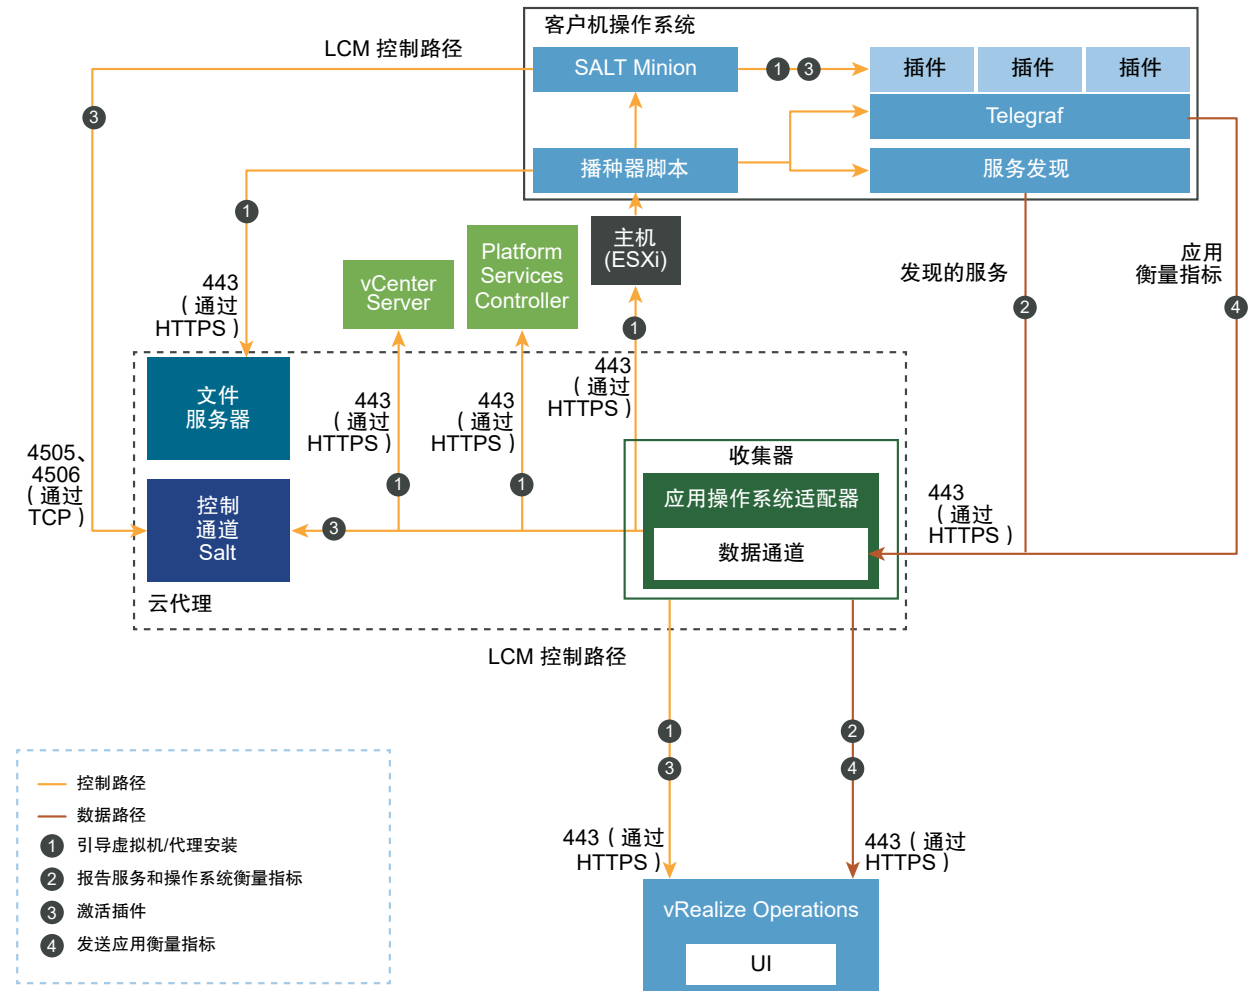 客户机操作系统
LCM 控制路径
SALT Minion
1
3
插件
插件
插件
3
Telegraf
播种器脚本
服务发现
1
主机
(ESXi)
Platform
Services
Controller
vCenter
Server
发现的服务
应用
衡量指标
443
(通过
HTTPS)
1
2
4
文件
服务器
443
(通过
HTTPS)
443
(通过
HTTPS)
443
(通过
HTTPS)
4505、
4506
(通过
TCP)
收集器
1
1
控制
通道
Salt
3
应用操作系统适配器
数据通道
443
(通过
HTTPS)
云代理
LCM 控制路径
1
2
3
4
443 (通过
HTTPS)
443 (通过
HTTPS)
vRealize Operations
UI
控制路径
数据路径
1 引导虚拟机/代理安装
2 报告服务和操作系统衡量指标
3 激活插件
4 发送应用衡量指标